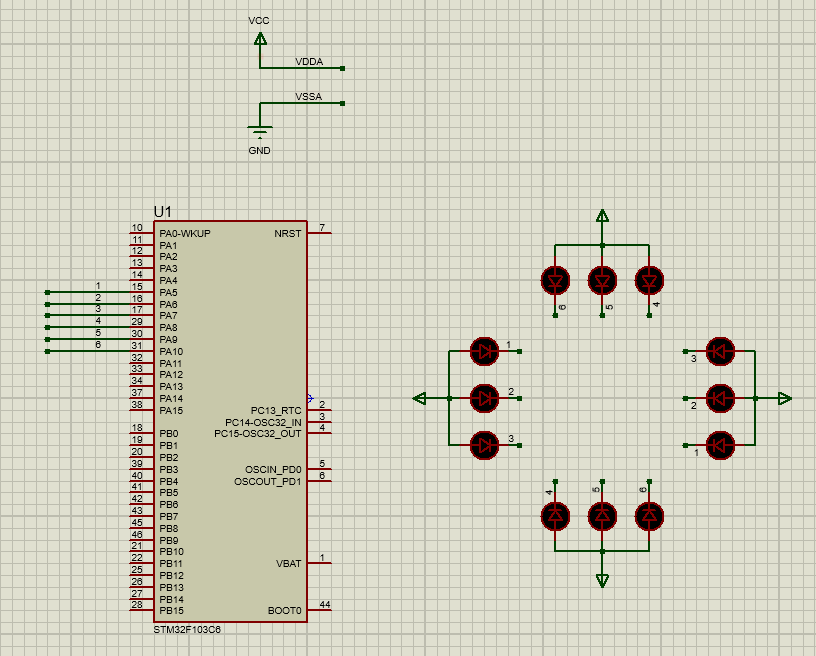 VCC
VDDA
VSSA
GND
U1
10 PA0-WKUP NRST 7
11 PA1
12 PA2
13 PA3
14 PA4
1 15 PA5
2 16 PA6
3 17 PA7
4 29 PA8
5 30 PA9
6 31 PA10
32 PA11
33 PA12
34 PA13
37 PA14
38 PA15 PC13_RTC 2
PC14-OSC32_IN 3
18 PB0 PC15-OSC32_OUT 4
19 PB1
20 PB2
39 PB3 OSCIN_PD0 5
40 PB4 OSCOUT_PD1 6
41 PB5
42 PB6
43 PB7
45 PB8
46 PB9
21 PB10
22 PB11 VBAT 1
25 PB12
26 PB13
27 PB14
28 PB15 BOOT0 44
STM32F103C6
6 5 4
1
2
3
3
2
1
4 5 6